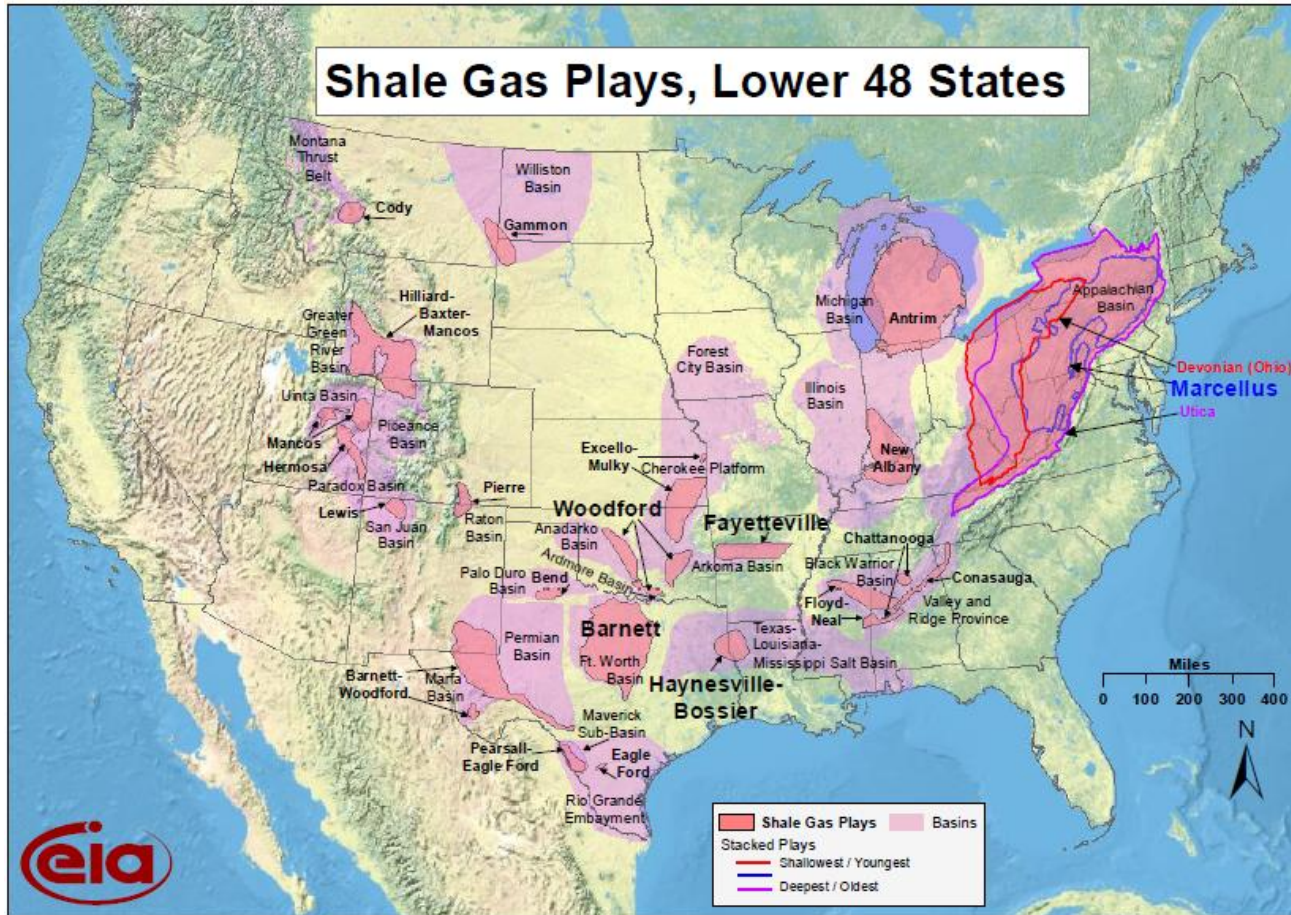 Shale Gas Plays, Lower 48 States
Montana
Thrust
Belt
Cody
Williston
Basin
Gammon
Hilliard-
Baxter-
Mancos
Greater
Green
River
Basin
Uinta Basin
Piceance
Basin
Mancos
Hermosa
Paradox Basin
Lewis
San Juan
Basin
Pierre
Raton
Basin
Michigan
Basin
Antrim
Forest
City Basin
Illinois
Basin
New
Albany
Appalachian
Basin
Devonian (Ohio)
Marcellus
Utica
Excello-
Mulky
Cherokee Platform
Woodford
Anadarko
Basin
Ardmore Basin
Fayetteville
Arkoma Basin
Chattanooga
Black Warrior
Basin
Conasauga
Floyd-
Neal
Valley and
Ridge Province
Palo Duro
Basin
Bend
Permian
Basin
Barnett
Ft. Worth
Basin
Barnett-
Woodford
Marfa
Basin
Haynesville-
Bossier
Texas-
Louisiana-
Mississippi Salt Basin
Maverick
Sub-Basin
Pearsall-
Eagle Ford
Eagle
Ford
Rio Grande
Embayment
Miles
0 100 200 300 400
N
Shale Gas Plays
Basins
Stacked Plays
Shallowest / Youngest
Deepest / Oldest
eia